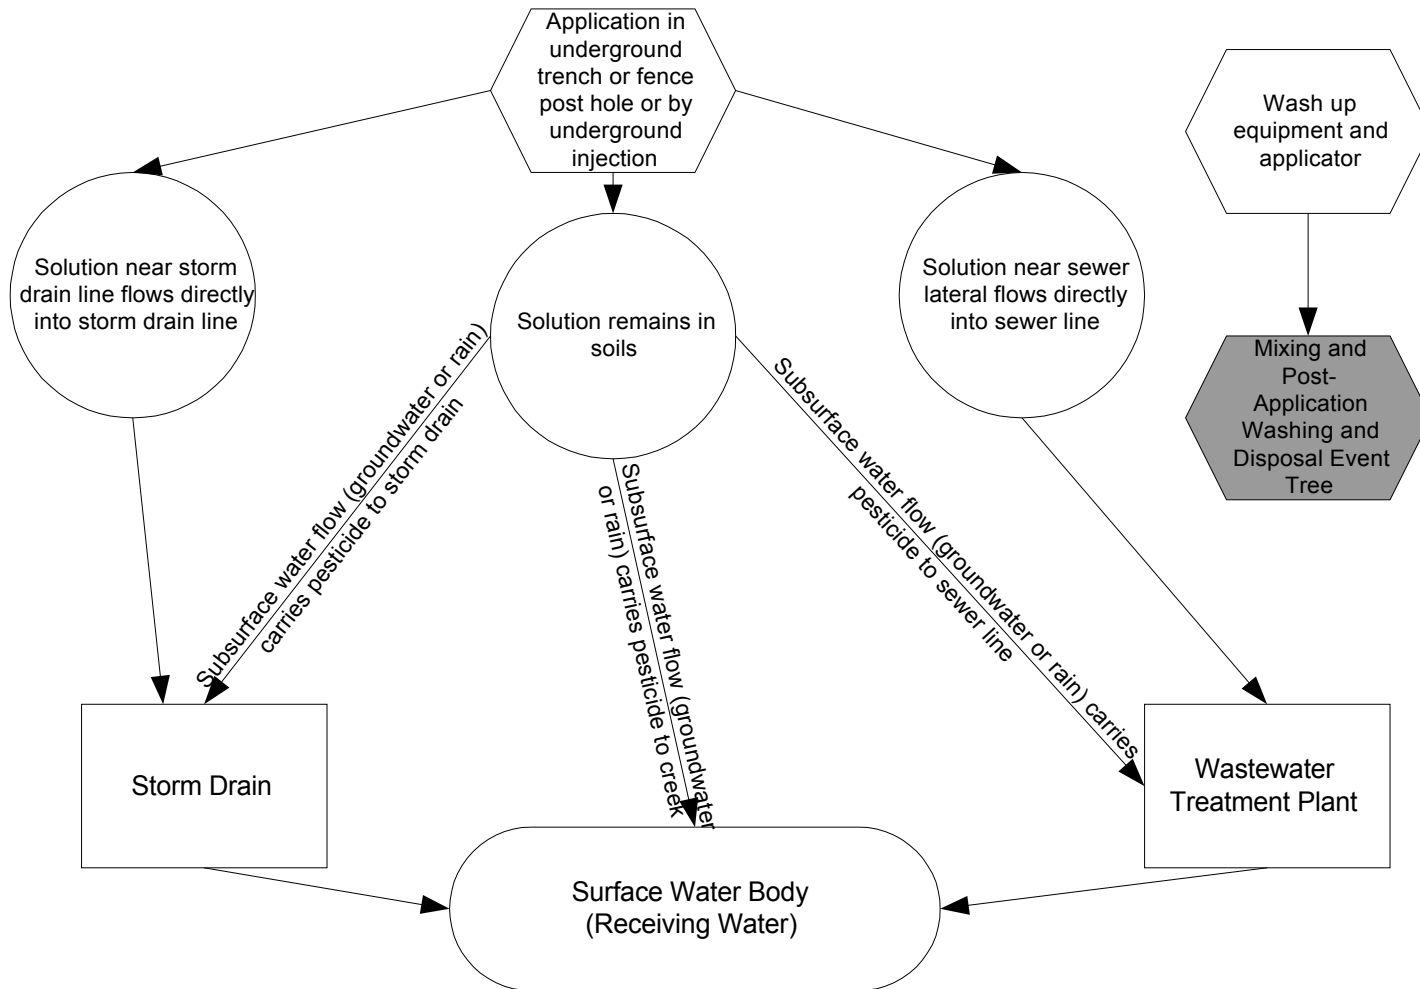 Application in
underground
trench or fence
post hole or by
underground
injection
Wash up
equipment and
applicator
Solution near storm
drain line flows directly
into storm drain line
Solution remains in
soils
Solution near sewer
lateral flows directly
into sewer line
Mixing and
Post-
Application
Washing and
Disposal Event
Tree
Subsurface water flow (groundwater or rain)
carries pesticide to storm drain
Subsurface water flow (groundwater
or rain) carries pesticide to creek
Subsurface water flow (groundwater or rain) carries
pesticide to sewer line
Storm Drain
Wastewater
Treatment Plant
Surface Water Body
(Receiving Water)